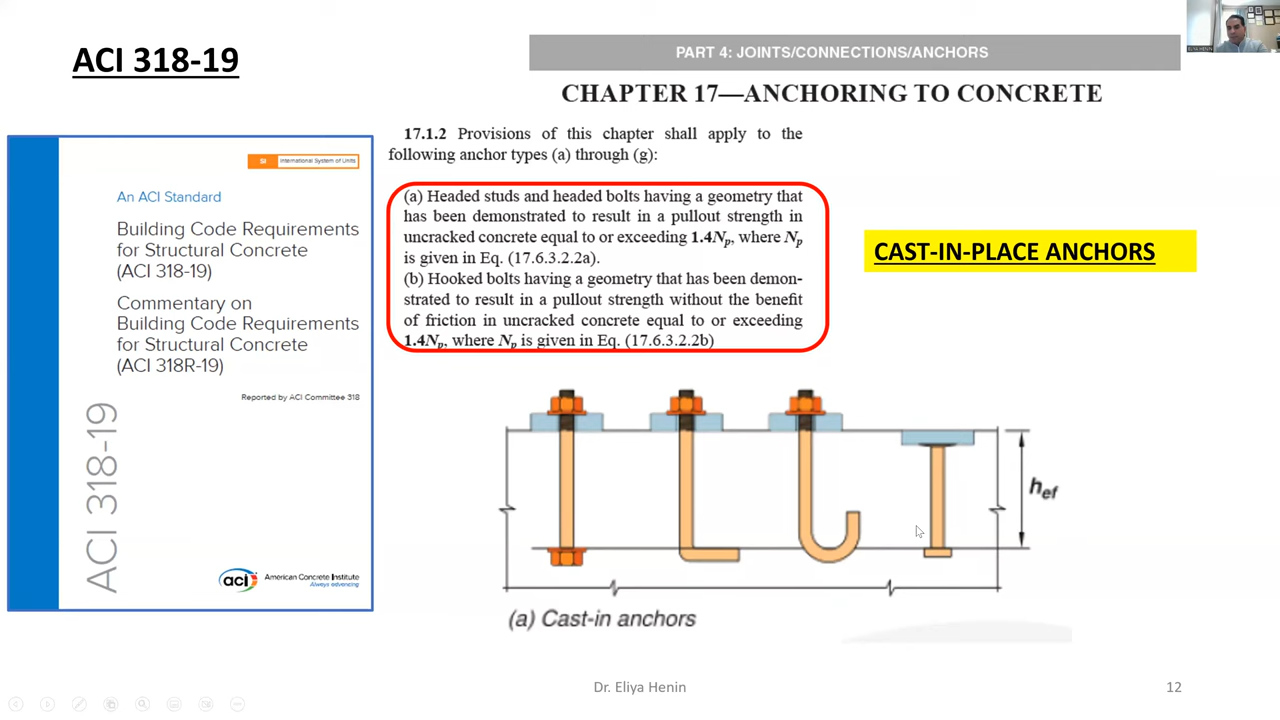 ACI 318-19
PART 4: JOINTS/CONNECTIONS/ANCHORS
CHAPTER 17—ANCHORING TO CONCRETE
17.1.2 Provisions of this chapter shall apply to the
following anchor types (a) through (g):
(a) Headed studs and headed bolts having a geometry that
has been demonstrated to result in a pullout strength in
uncracked concrete equal to or exceeding 1.4Np, where Np
is given in Eq. (17.6.3.2.2a).
(b) Hooked bolts having a geometry that has been demon-
strated to result in a pullout strength without the benefit
of friction in uncracked concrete equal to or exceeding
1.4Np, where Np is given in Eq. (17.6.3.2.2b)
CAST-IN-PLACE ANCHORS
SI International System of Units
An ACI Standard
Building Code Requirements
for Structural Concrete
(ACI 318-19)
Commentary on
Building Code Requirements
for Structural Concrete
(ACI 318R-19)
Reported by ACI Committee 318
ACI 318-19
aci American Concrete Institute
Always advancing
hef
(a) Cast-in anchors
Dr. Eliya Henin
12